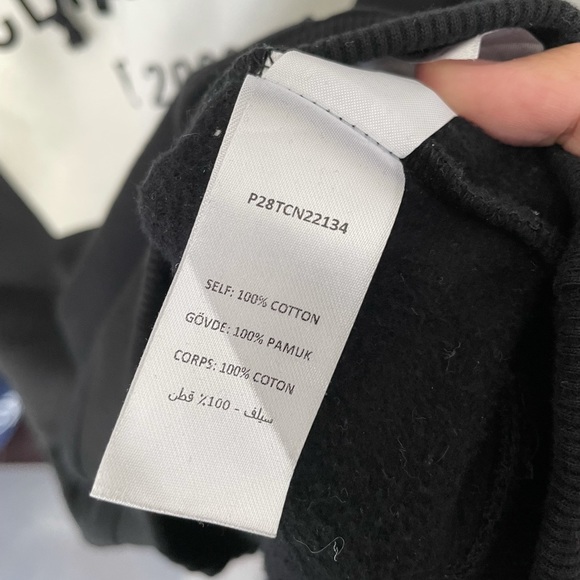 P28TCN22134
SELF: 100% COTTON
GÖVDE: 100% PAMUK
CORPS: 100% COTON
سيلف - 100٪ قطن